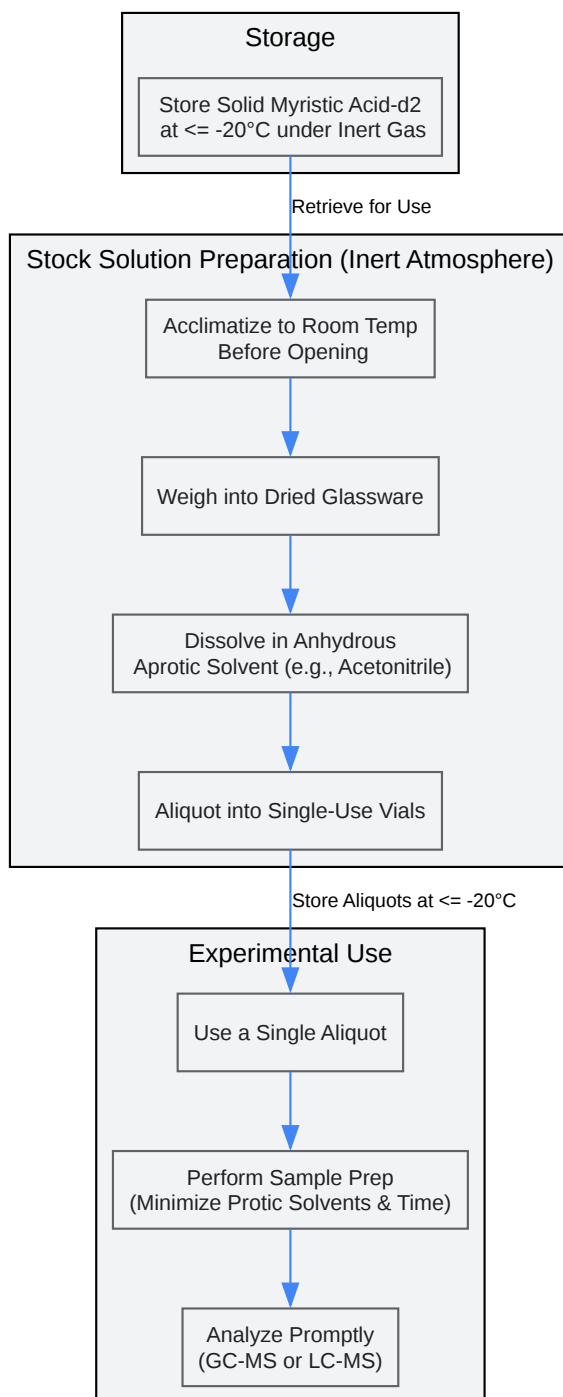 Storage
Store Solid Myristic Acid-d2
at <= -20°C under Inert Gas
Retrieve for Use
Stock Solution Preparation (Inert Atmosphere)
Acclimatize to Room Temp
Before Opening
Weigh into Dried Glassware
Dissolve in Anhydrous
Aprotic Solvent (e.g., Acetonitrile)
Aliquot into Single-Use Vials
Store Aliquots at <= -20°C
Experimental Use
Use a Single Aliquot
Perform Sample Prep
(Minimize Protic Solvents & Time)
Analyze Promptly
(GC-MS or LC-MS)